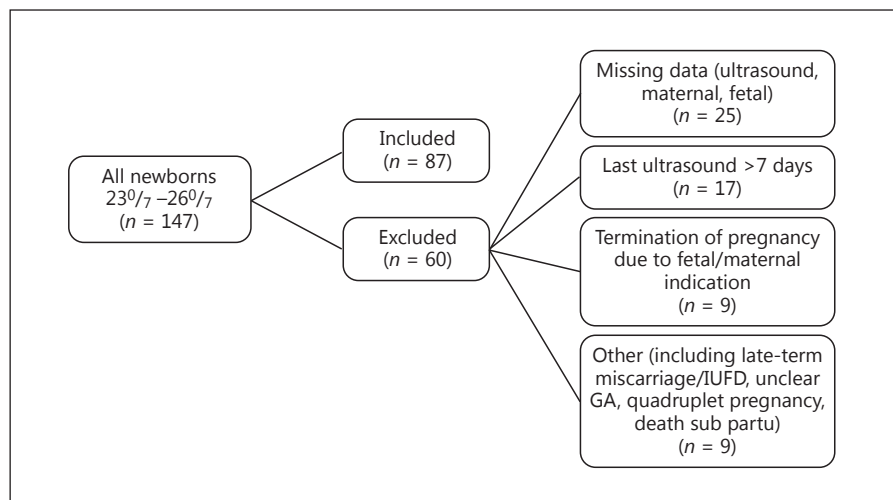 All newborns
23⁰/₇ –26⁰/₇
(n = 147)
Included
(n = 87)
Excluded
(n = 60)
Missing data (ultrasound,
maternal, fetal)
(n = 25)
Last ultrasound >7 days
(n = 17)
Termination of pregnancy
due to fetal/maternal
indication
(n = 9)
Other (including late-term
miscarriage/IUFD, unclear
GA, quadruplet pregnancy,
death sub partu)
(n = 9)